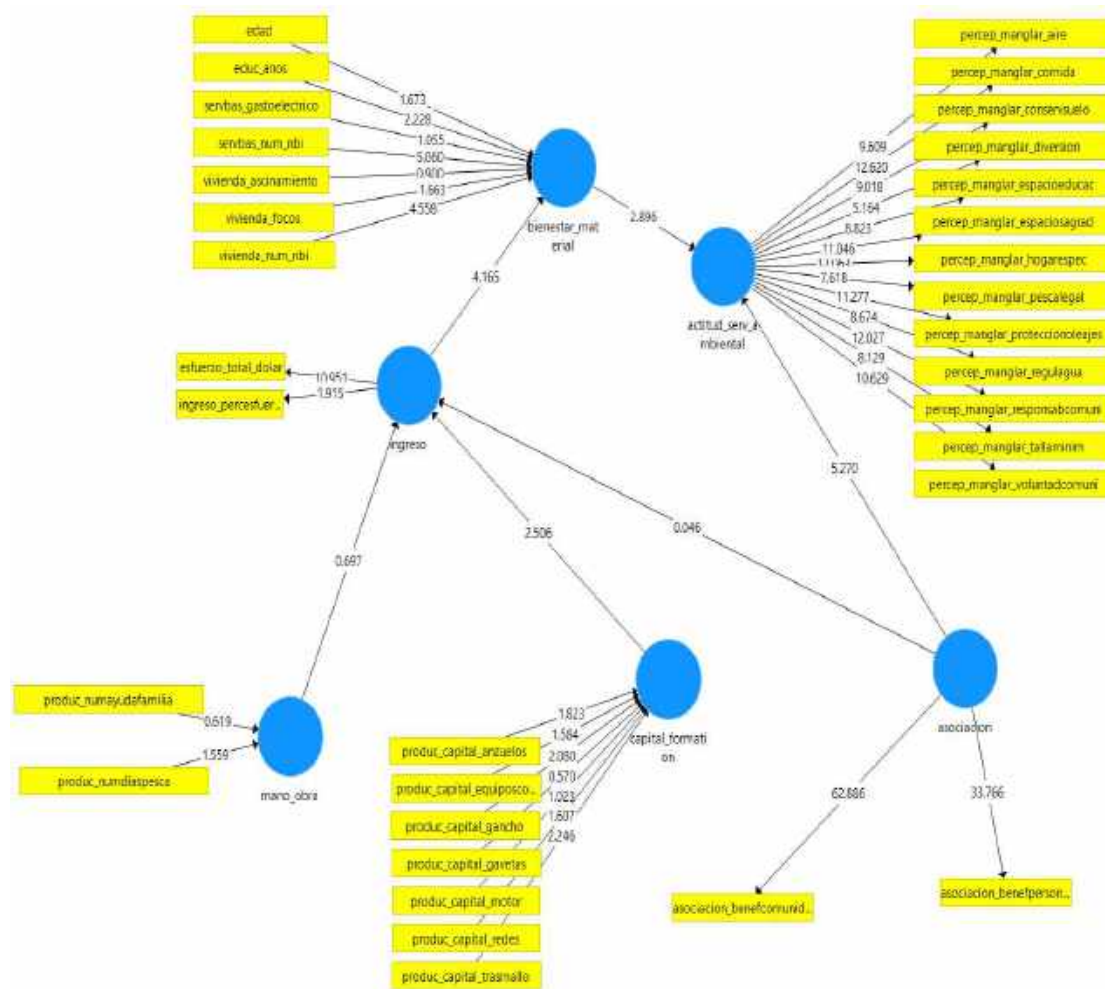 edad
educ_anos
servbas_gastoelectrico
servbas_num_nbi
vivienda_ascinamiento
vivienda_focos
vivienda_num_nbi
1.673
2.228
1.055
5.060
0.900
1.663
4.558
bienestar_mat
erial
2.896
4.165
percep_manglar_aire
percep_manglar_comida
percep_manglar_conservsuelo
percep_manglar_diversion
percep_manglar_espacioeducac
percep_manglar_espaciosagrad
percep_manglar_hogarespec
percep_manglar_pescalegal
percep_manglar_proteccionoleajes
percep_manglar_regulagua
percep_manglar_responsabcomuni
percep_manglar_tallaminim
percep_manglar_voluntadcomuni
9.609
12.620
9.018
5.164
11.046
7.618
11.277
8.674
12.027
8.129
10.629
actitud_serv_a
mbiental
esfuerzo_total_dolar
ingreso_percesfuer...
10.951
1.915
ingreso
5.270
0.046
2.506
0.697
produc_numayudafamilia
produc_numdiaspesca
0.619
1.559
mano_obra
produc_capital_anzuelos
produc_capital_equiposco...
produc_capital_gancho
produc_capital_gavetas
produc_capital_motor
produc_capital_redes
produc_capital_trasmallo
1.823
1.584
2.080
0.570
1.023
1.607
2.246
capital_formati
on
asociacion
62.886
33.766
asociacion_benefcomunid...
asociacion_benefperson...